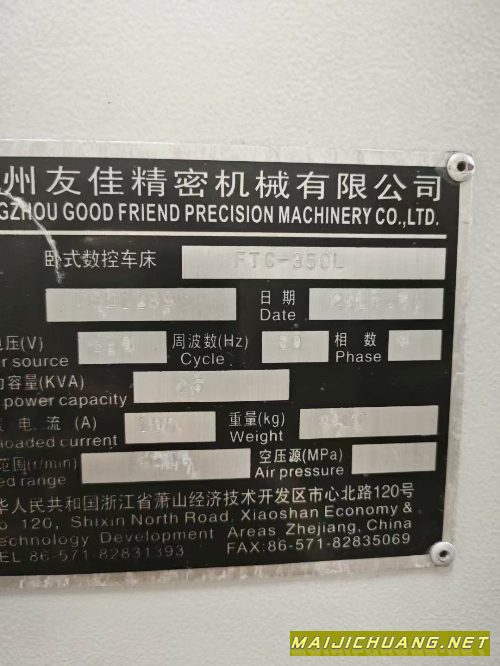 州友佳精密机械有限公司
GZHOU GOOD FRIEND PRECISION MACHINERY CO.,LTD.
卧式数控车床 FTC-350L
日期
Date
压(V) 周波数(Hz) 相数
r source Cycle Phase
容量(KVA)
power capacity
电流(A) 重量(kg)
loaded current Weight
范围(r/min) 空压源(MPa)
ed range Air pressure
华人民共和国浙江省萧山经济技术开发区市心北路120号
o 120, Shixin North Road, Xiaoshan Economy &
echnology Development Areas Zhejiang, China
EL 86-571-82831393 FAX:86-571-82835069
MAIJICHUANG.NET